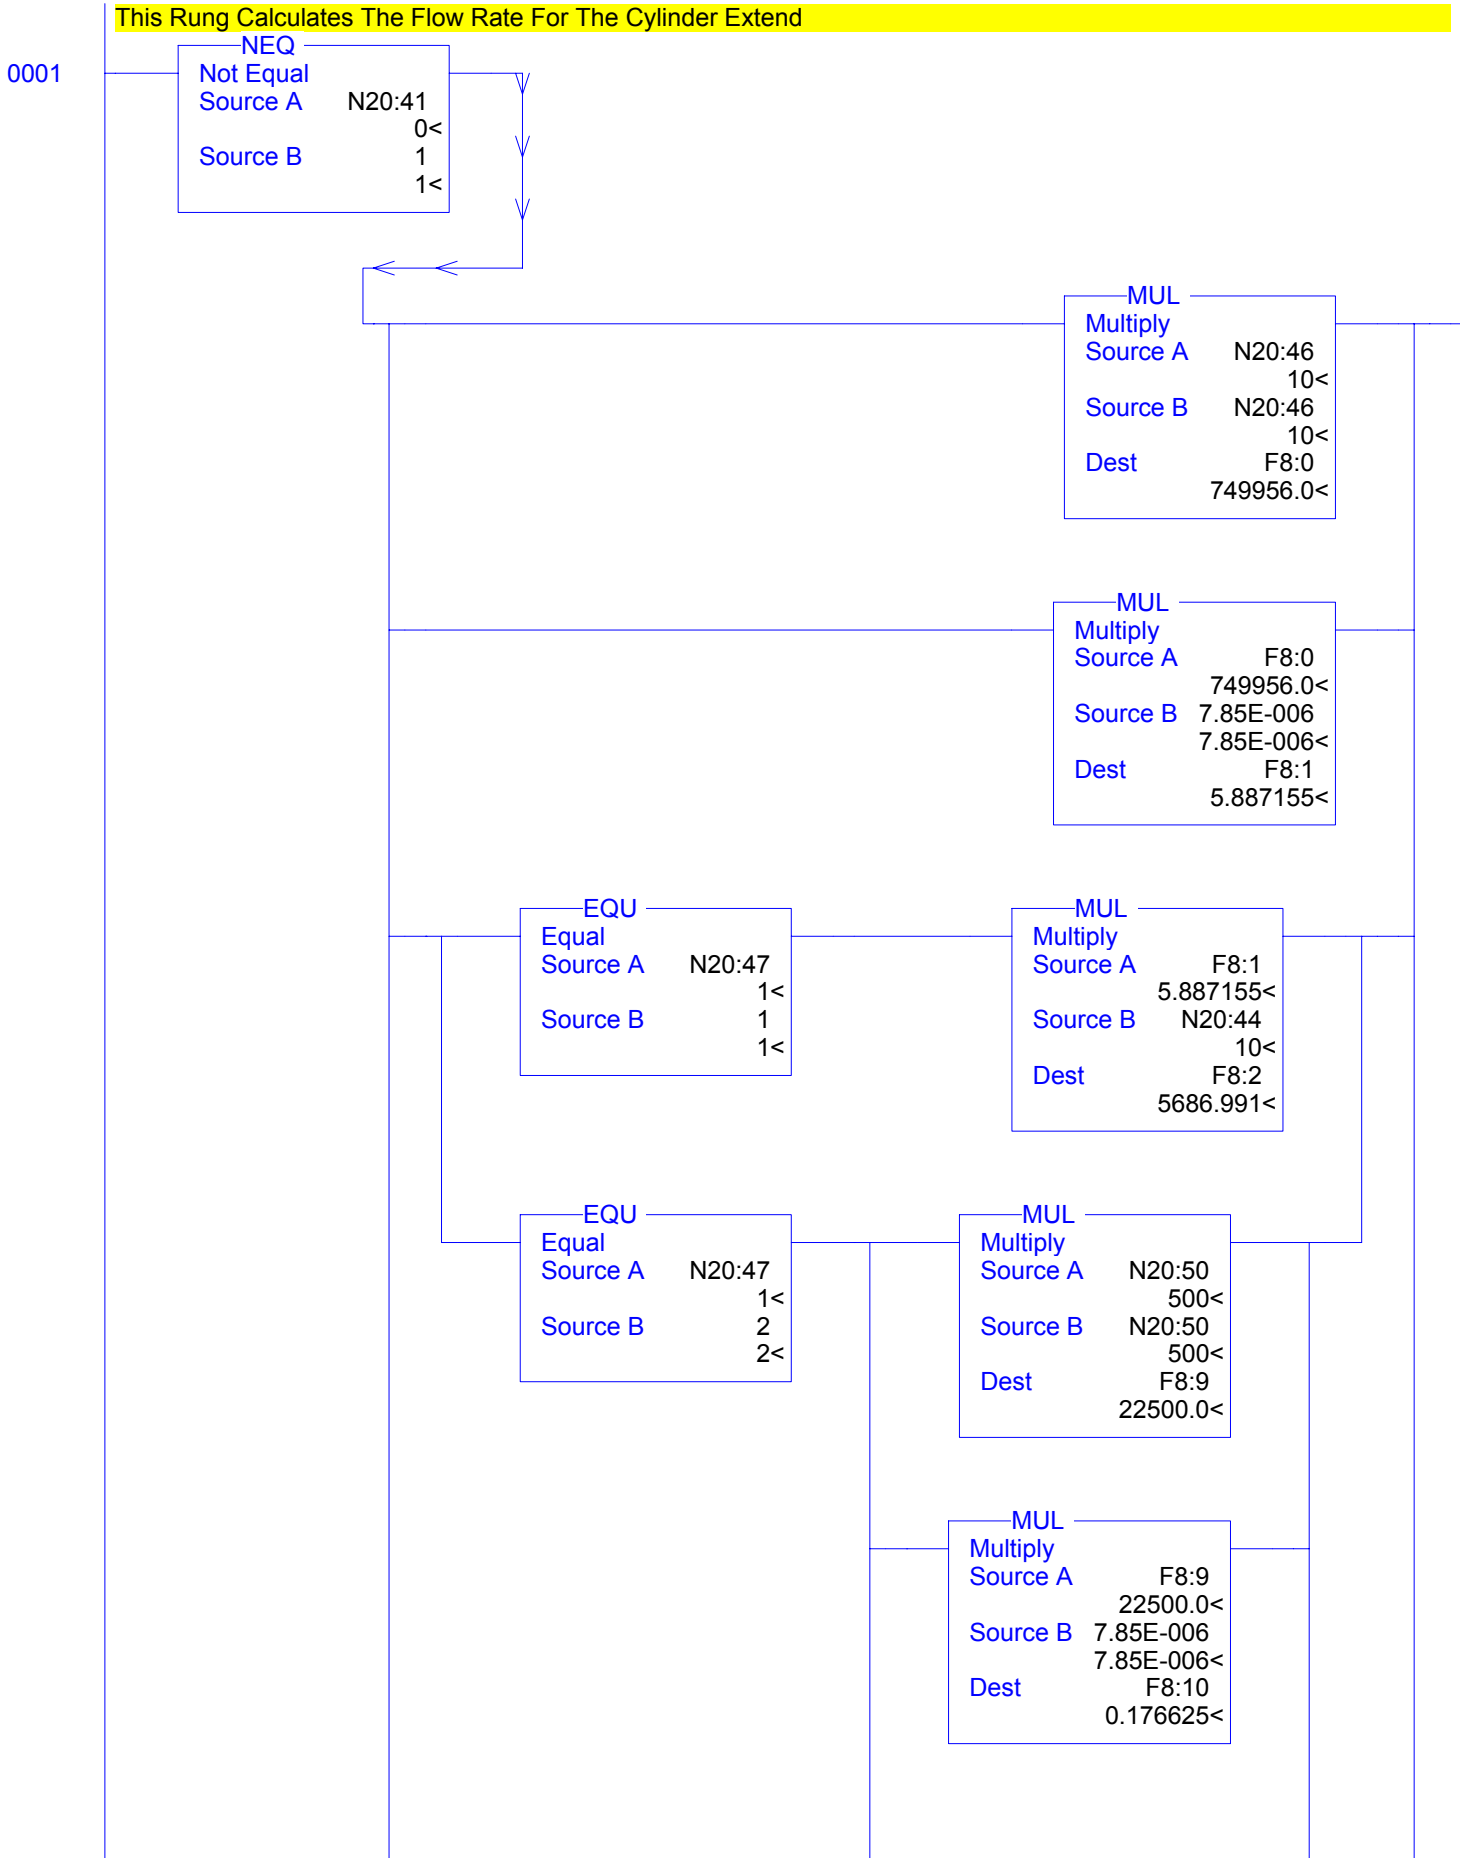 This Rung Calculates The Flow Rate For The Cylinder Extend
0001
NEQ
Not Equal
Source A N20:41
0<
Source B 1
1<
MUL
Multiply
Source A N20:46
10<
Source B N20:46
10<
Dest F8:0
749956.0<
MUL
Multiply
Source A F8:0
749956.0<
Source B 7.85E-006
7.85E-006<
Dest F8:1
5.887155<
EQU
Equal
Source A N20:47
1<
Source B 1
1<
MUL
Multiply
Source A F8:1
5.887155<
Source B N20:44
10<
Dest F8:2
5686.991<
EQU
Equal
Source A N20:47
1<
Source B 2
2<
MUL
Multiply
Source A N20:50
500<
Source B N20:50
500<
Dest F8:9
22500.0<
MUL
Multiply
Source A F8:9
22500.0<
Source B 7.85E-006
7.85E-006<
Dest F8:10
0.176625<